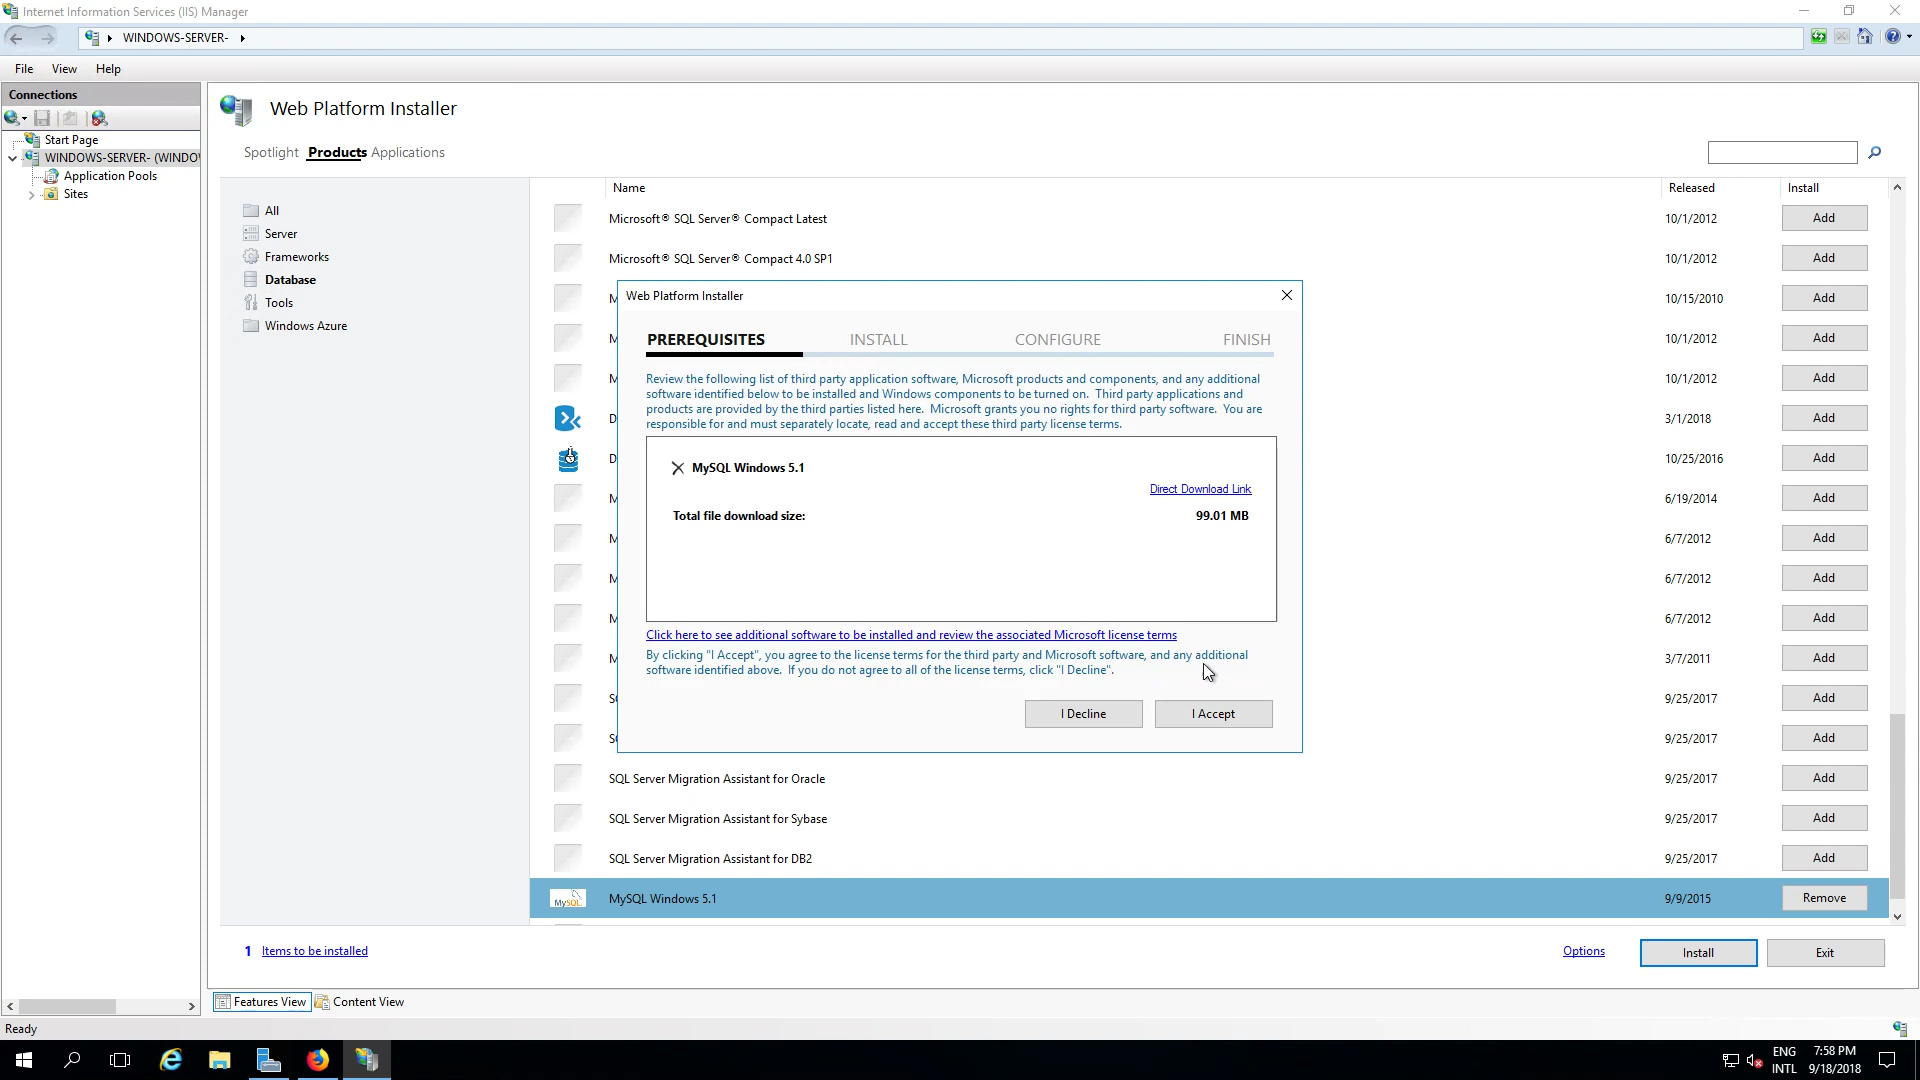 Internet Information Services (IIS) Manager
WINDOWS-SERVER-
File View Help
Connections
Start Page
WINDOWS-SERVER- (WINDO
Application Pools
Sites
Web Platform Installer
Spotlight Products Applications
All
Server
Frameworks
Database
Tools
Windows Azure
Name Released Install
Microsoft® SQL Server® Compact Latest 10/1/2012 Add
Microsoft® SQL Server® Compact 4.0 SP1 10/1/2012 Add
M 10/15/2010 Add
M 10/1/2012 Add
M 10/1/2012 Add
D 3/1/2018 Add
D 10/25/2016 Add
M 6/19/2014 Add
M 6/7/2012 Add
M 6/7/2012 Add
M 6/7/2012 Add
M 3/7/2011 Add
S 9/25/2017 Add
S 9/25/2017 Add
SQL Server Migration Assistant for Oracle 9/25/2017 Add
SQL Server Migration Assistant for Sybase 9/25/2017 Add
SQL Server Migration Assistant for DB2 9/25/2017 Add
MySQL MySQL Windows 5.1 9/9/2015 Remove
Web Platform Installer
PREREQUISITES INSTALL CONFIGURE FINISH
Review the following list of third party application software, Microsoft products and components, and any additional
software identified below to be installed and Windows components to be turned on. Third party applications and
products are provided by the third parties listed here. Microsoft grants you no rights for third party software. You are
responsible for and must separately locate, read and accept these third party license terms.
MySQL Windows 5.1
Direct Download Link
Total file download size: 99.01 MB
Click here to see additional software to be installed and review the associated Microsoft license terms
By clicking "I Accept", you agree to the license terms for the third party and Microsoft software, and any additional
software identified above. If you do not agree to all of the license terms, click "I Decline".
I Decline I Accept
1 Items to be installed Options Install Exit
Features View Content View
Ready
ENG 7:58 PM
INTL 9/18/2018